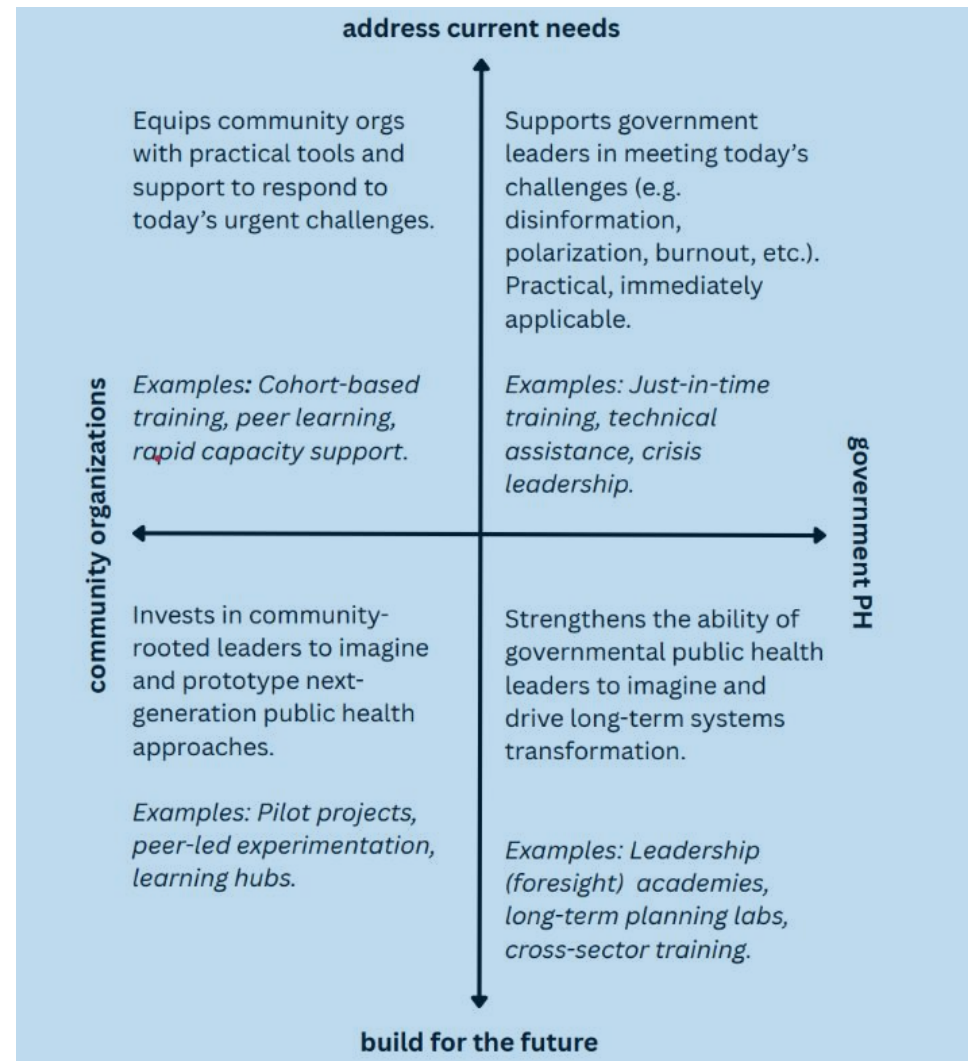 address current needs
Equips community orgs
with practical tools and
support to respond to
today's urgent challenges.
Supports government
leaders in meeting today's
challenges (e.g.
disinformation,
polarization, burnout, etc.).
Practical, immediately
applicable.
Examples: Cohort-based
training, peer learning,
rapid capacity support.
Examples: Just-in-time
training, technical
assistance, crisis
leadership.
community organizations
government PH
Invests in community-
rooted leaders to imagine
and prototype next-
generation public health
approaches.
Strengthens the ability of
governmental public health
leaders to imagine and
drive long-term systems
transformation.
Examples: Pilot projects,
peer-led experimentation,
learning hubs.
Examples: Leadership
(foresight) academies,
long-term planning labs,
cross-sector training.
build for the future